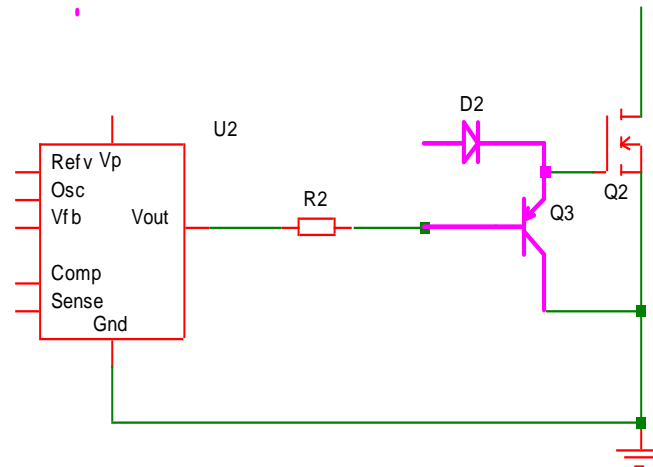 D2
U2
Refv Vp
Osc
Vfb Vout
R2
Q2
Q3
Comp
Sense
Gnd